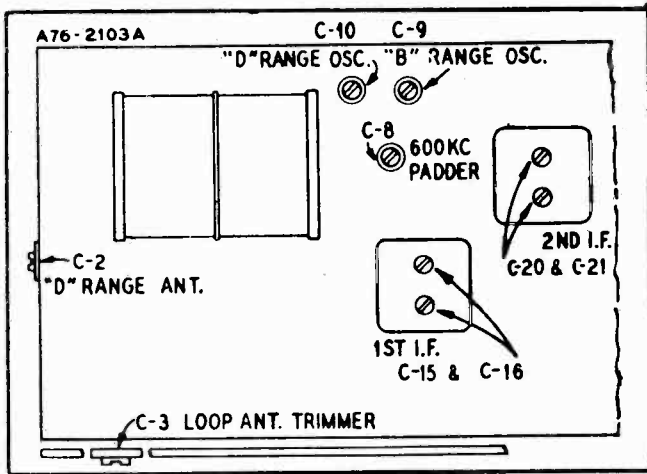 A76-2103A
C-10
C-9
"D" RANGE OSC.
"B" RANGE OSC.
C-8
600KC
PADDER
2ND I.F.
C-20 & C-21
C-2
"D" RANGE ANT.
1ST I.F.
C-15 & C-16
C-3 LOOP ANT. TRIMMER